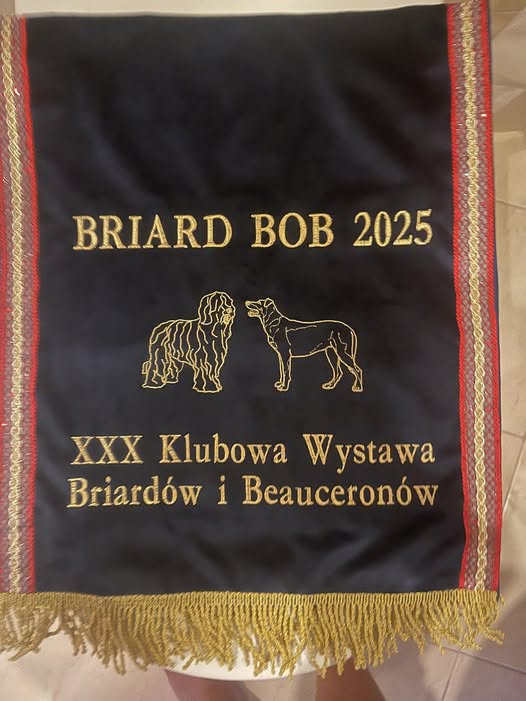 BRIARD BOB 2025
XXX Klubowa Wystawa
Briardów i Beauceronów